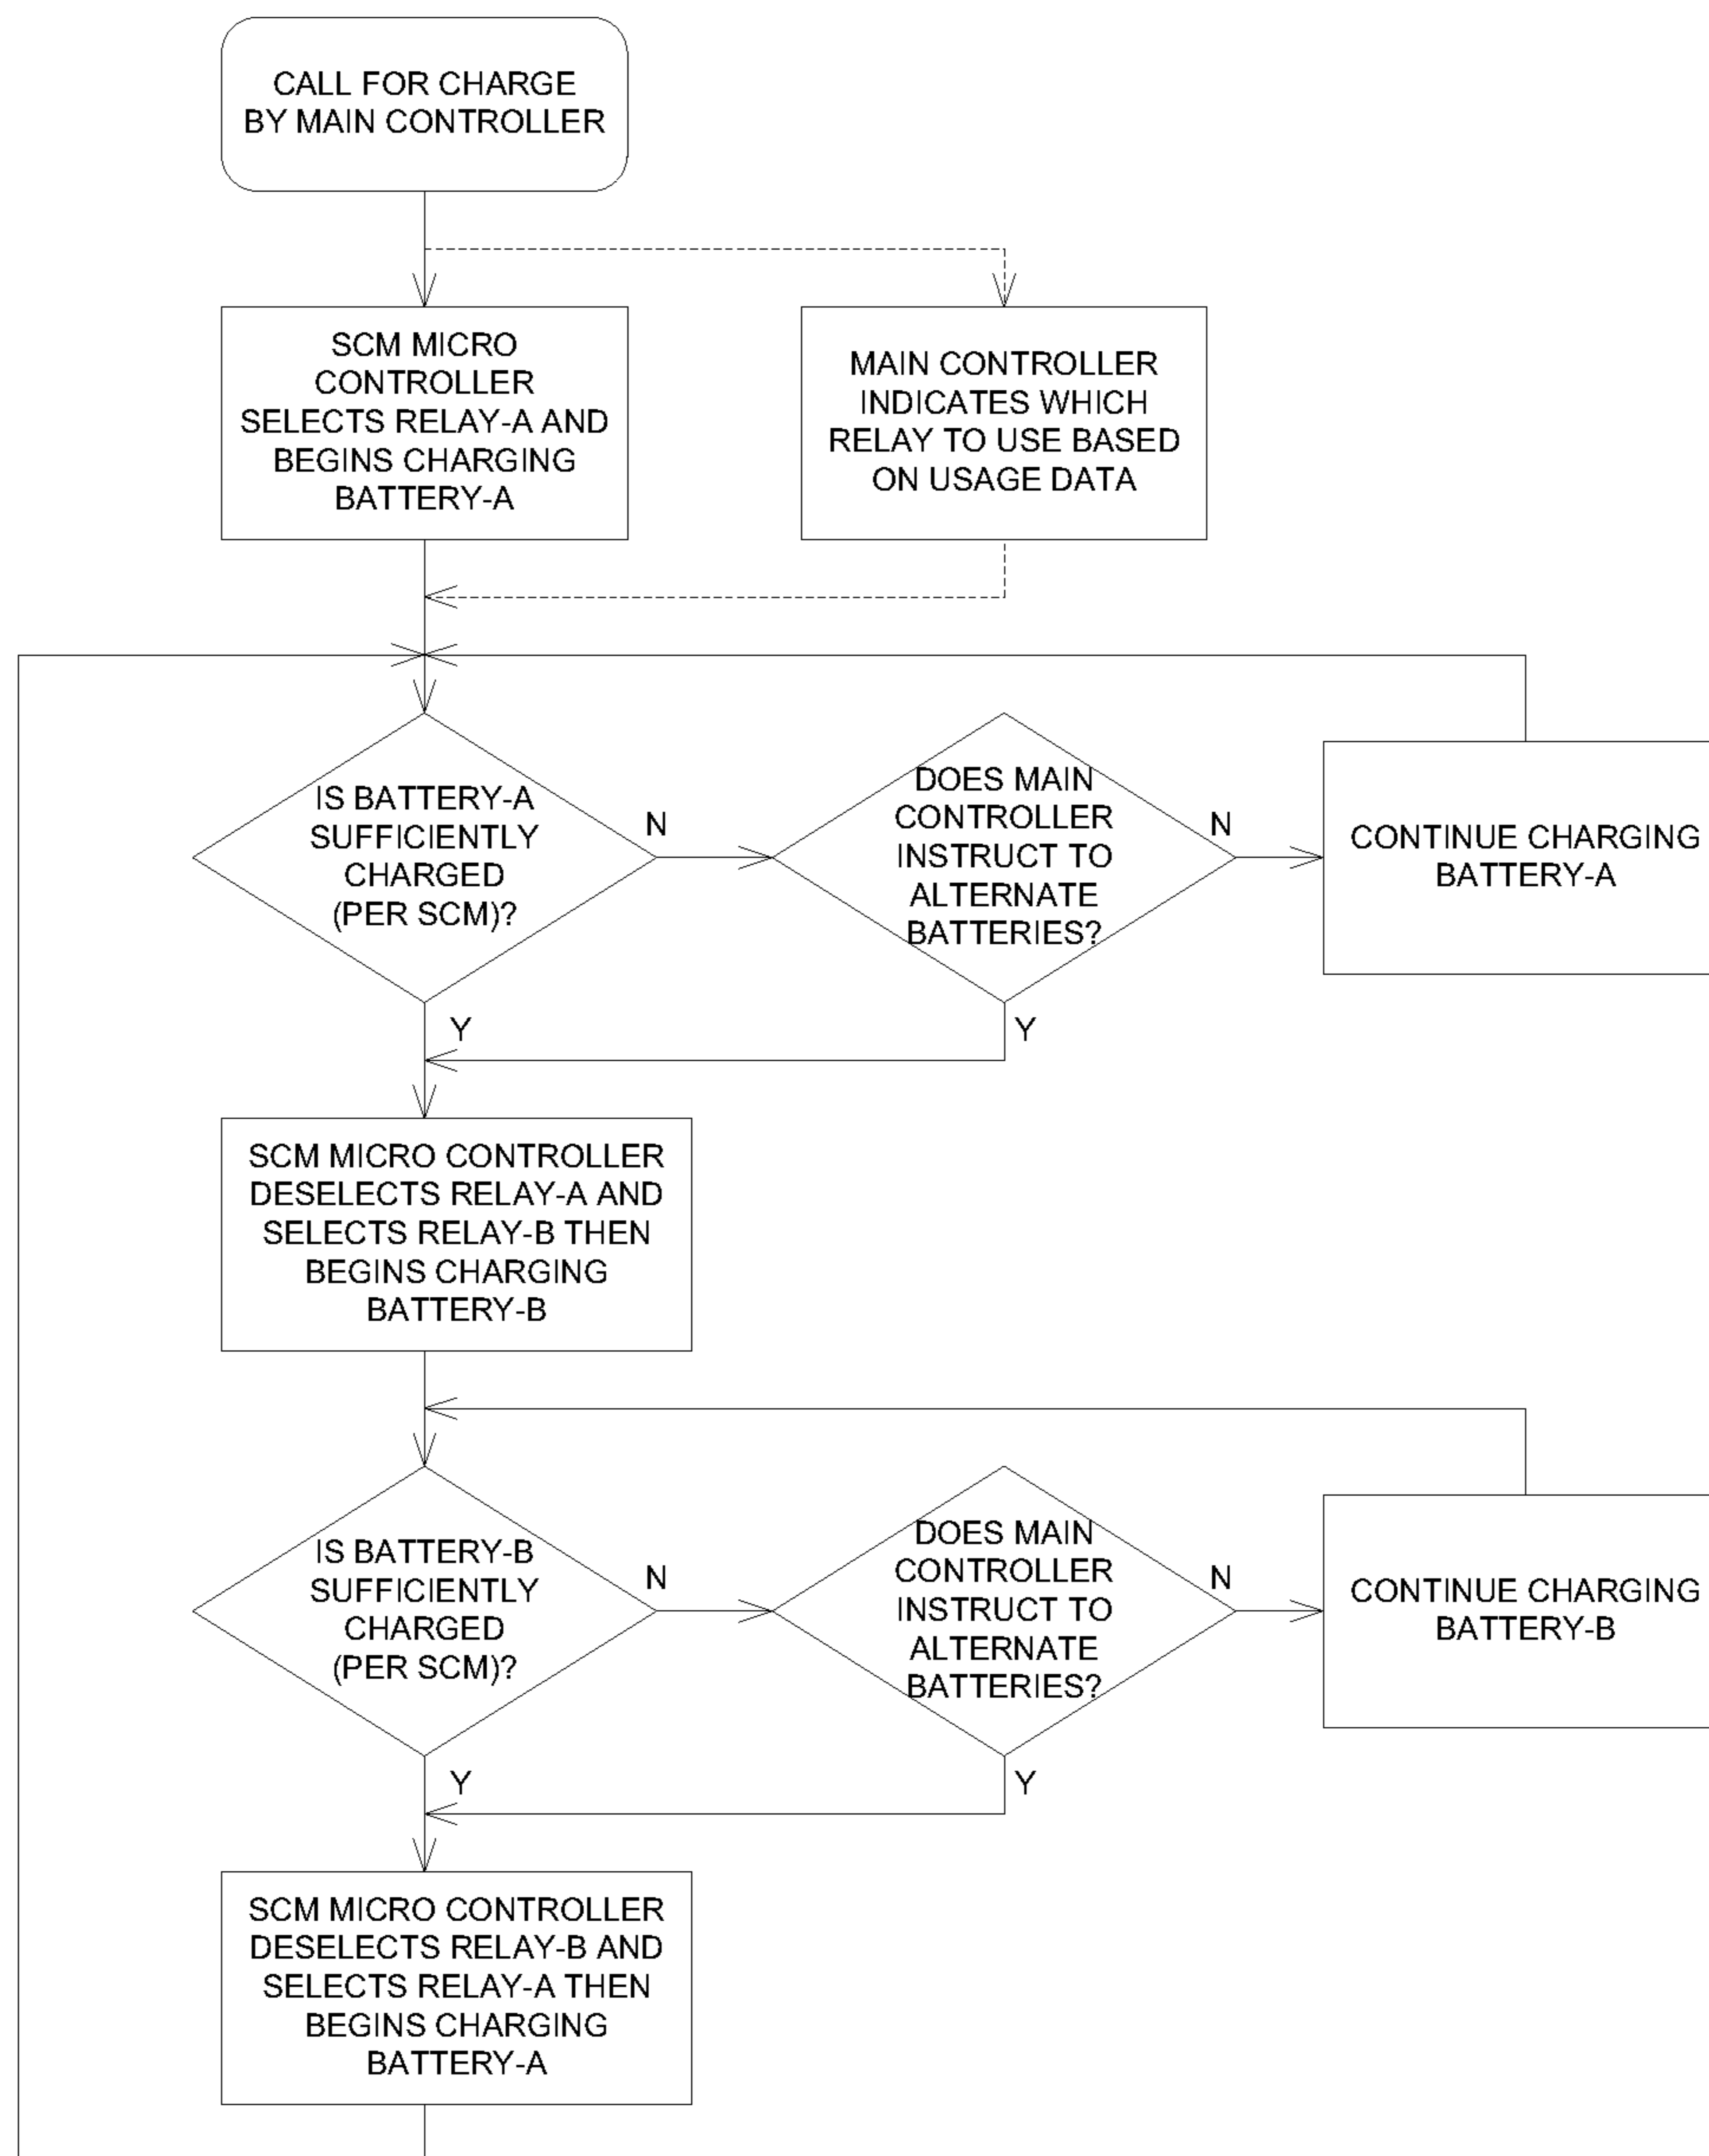 CALL FOR CHARGE
BY MAIN CONTROLLER
SCM MICRO
CONTROLLER
SELECTS RELAY-A AND
BEGINS CHARGING
BATTERY-A
MAIN CONTROLLER
INDICATES WHICH
RELAY TO USE BASED
ON USAGE DATA
IS BATTERY-A
SUFFICIENTLY
CHARGED
(PER SCM)?
N
DOES MAIN
CONTROLLER
INSTRUCT TO
ALTERNATE
BATTERIES?
N
CONTINUE CHARGING
BATTERY-A
Y
Y
SCM MICRO CONTROLLER
DESELECTS RELAY-A AND
SELECTS RELAY-B THEN
BEGINS CHARGING
BATTERY-B
IS BATTERY-B
SUFFICIENTLY
CHARGED
(PER SCM)?
N
DOES MAIN
CONTROLLER
INSTRUCT TO
ALTERNATE
BATTERIES?
N
CONTINUE CHARGING
BATTERY-B
Y
Y
SCM MICRO CONTROLLER
DESELECTS RELAY-B AND
SELECTS RELAY-A THEN
BEGINS CHARGING
BATTERY-A